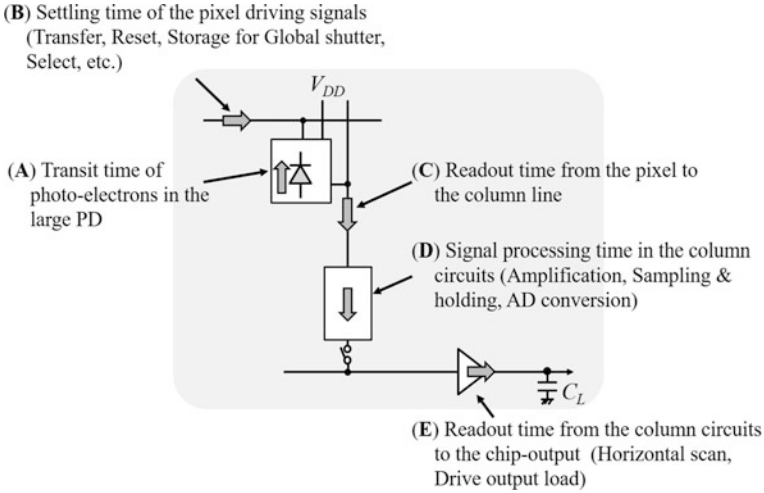 (B) Settling time of the pixel driving signals
(Transfer, Reset, Storage for Global shutter,
Select, etc.)
VDD
(A) Transit time of
photo-electrons in the
large PD
(C) Readout time from the pixel to
the column line
(D) Signal processing time in the column
circuits (Amplification, Sampling &
holding, AD conversion)
CL
(E) Readout time from the column circuits
to the chip-output (Horizontal scan,
Drive output load)